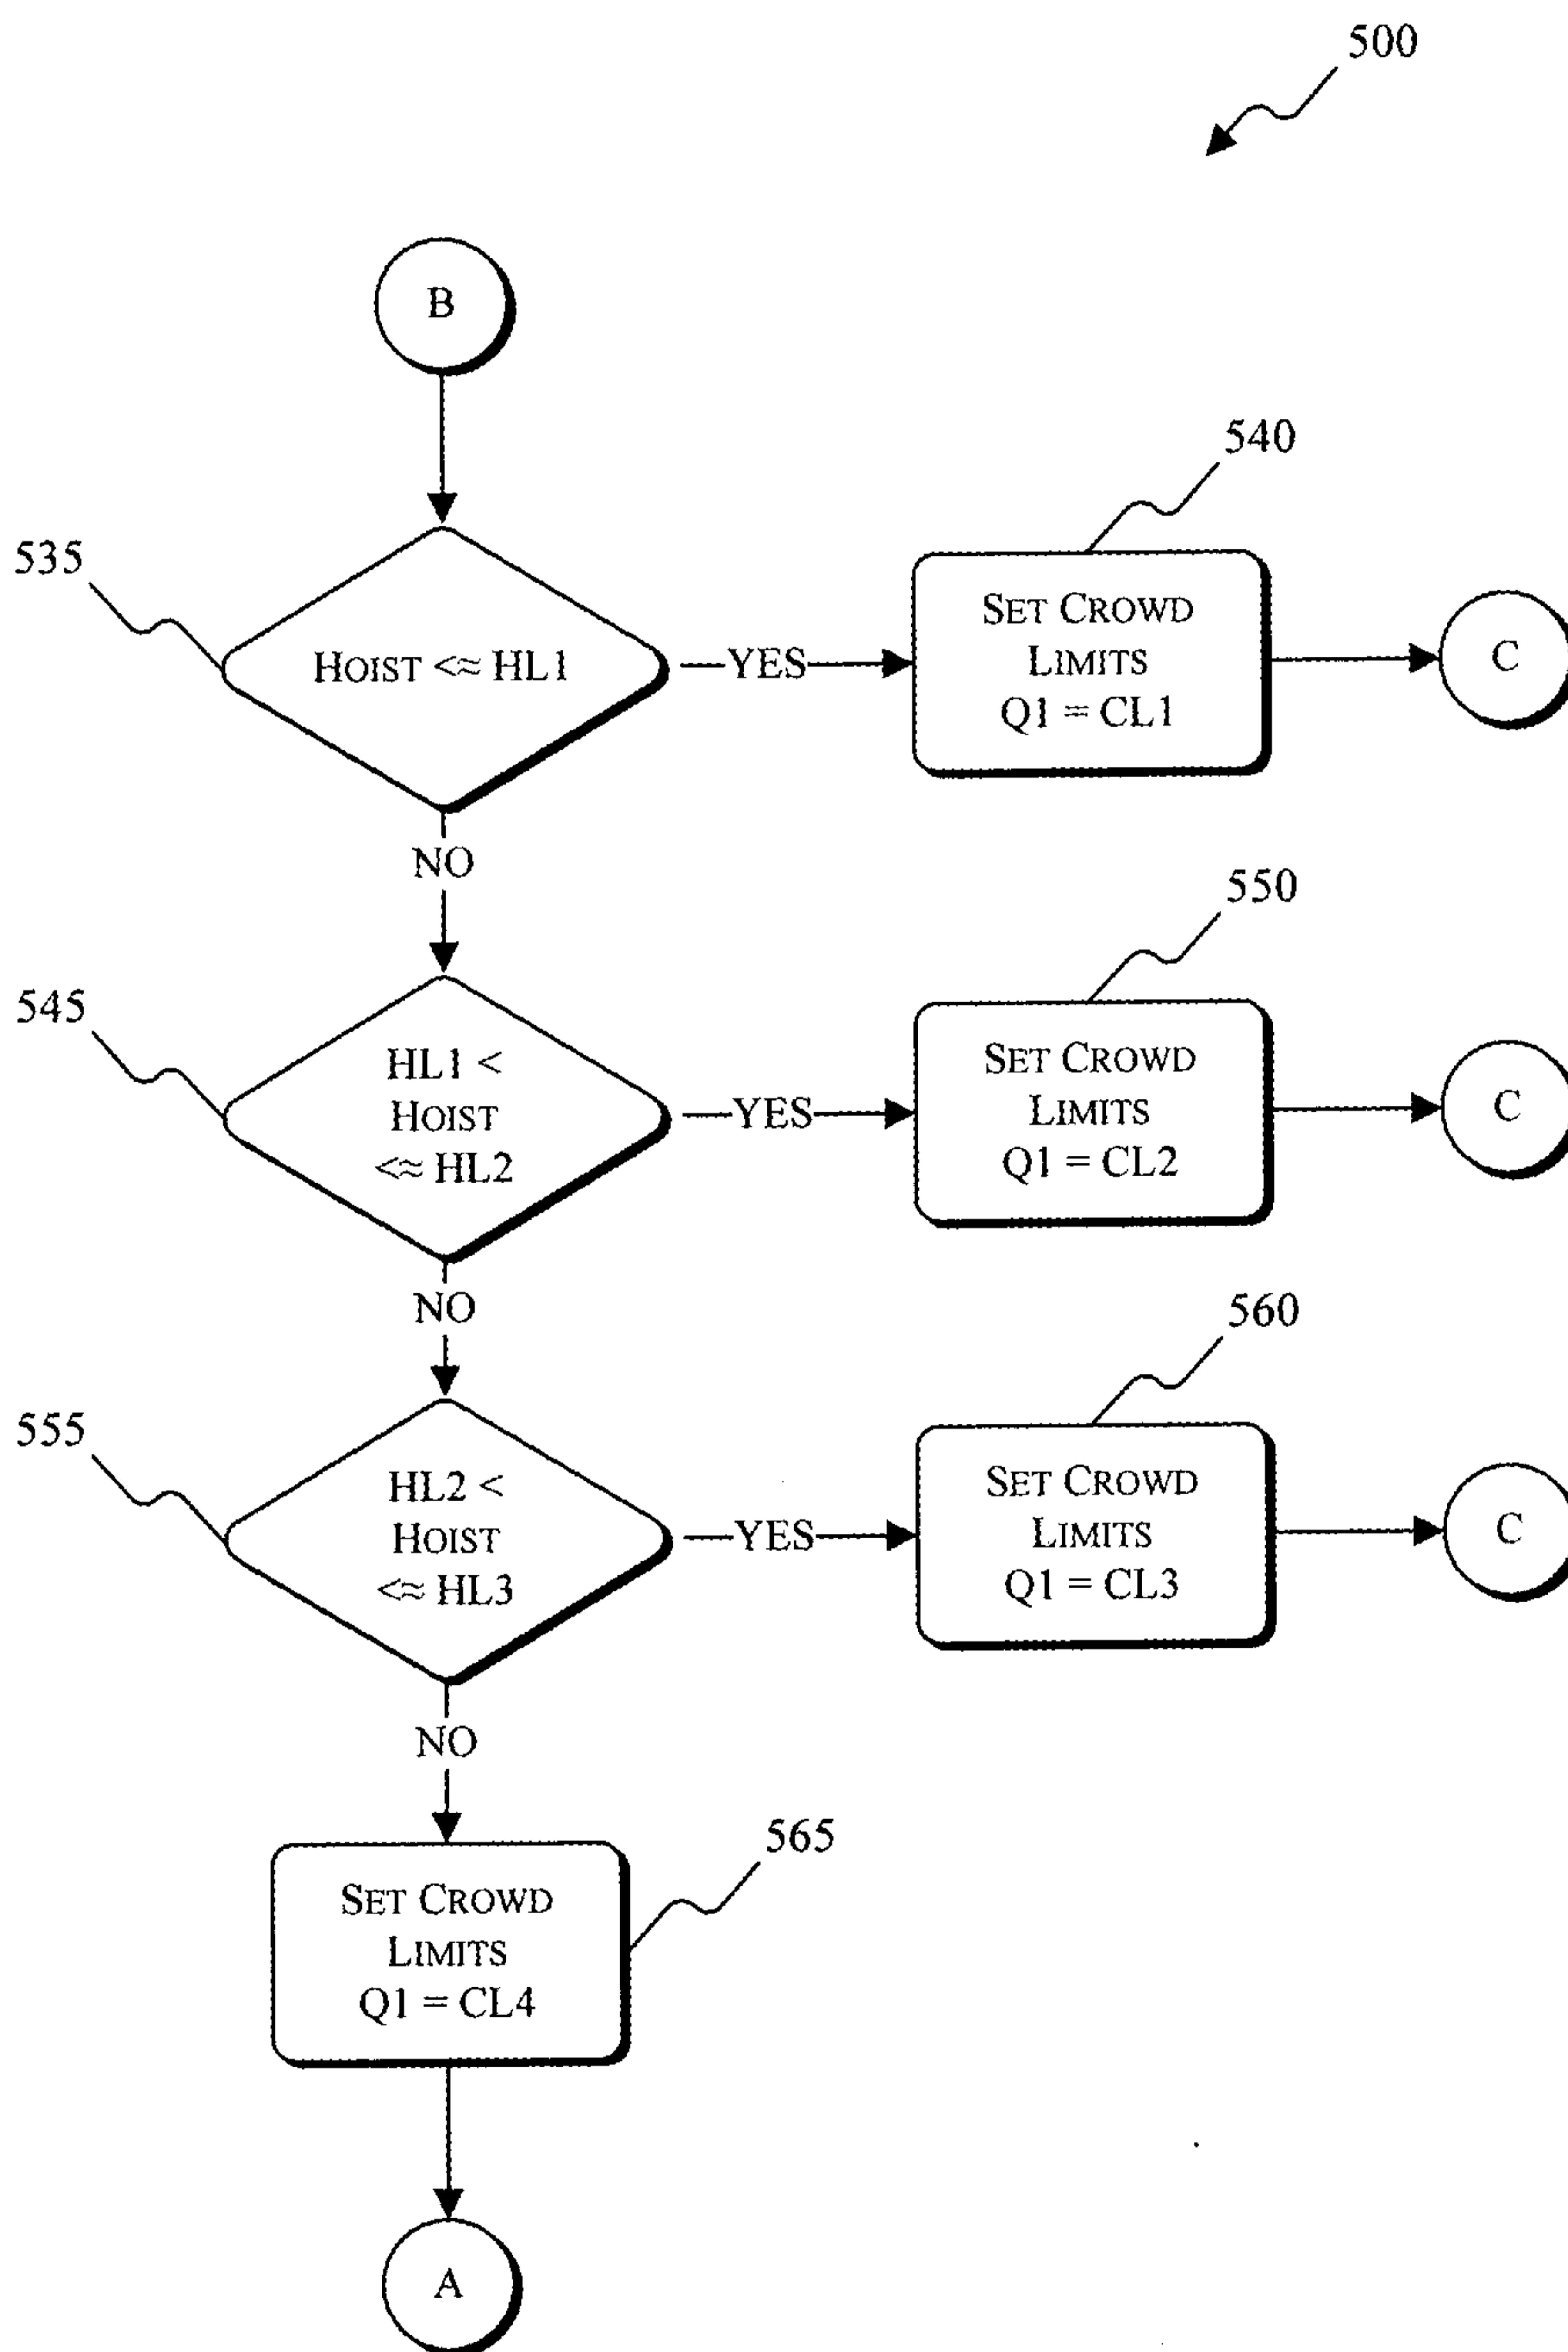 500
B
535
HOIST <≈ HL1
YES
540
SET CROWD
LIMITS
Q1 = CL1
C
NO
545
HL1 <
HOIST
<≈ HL2
YES
550
SET CROWD
LIMITS
Q1 = CL2
C
NO
555
HL2 <
HOIST
<≈ HL3
YES
560
SET CROWD
LIMITS
Q1 = CL3
C
NO
565
SET CROWD
LIMITS
Q1 = CL4
A